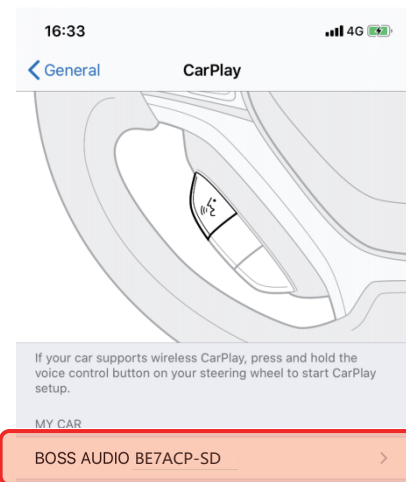 16:33 4G
General CarPlay
If your car supports wireless CarPlay, press and hold the
voice control button on your steering wheel to start CarPlay
setup.
MY CAR
BOSS AUDIO BE7ACP-SD